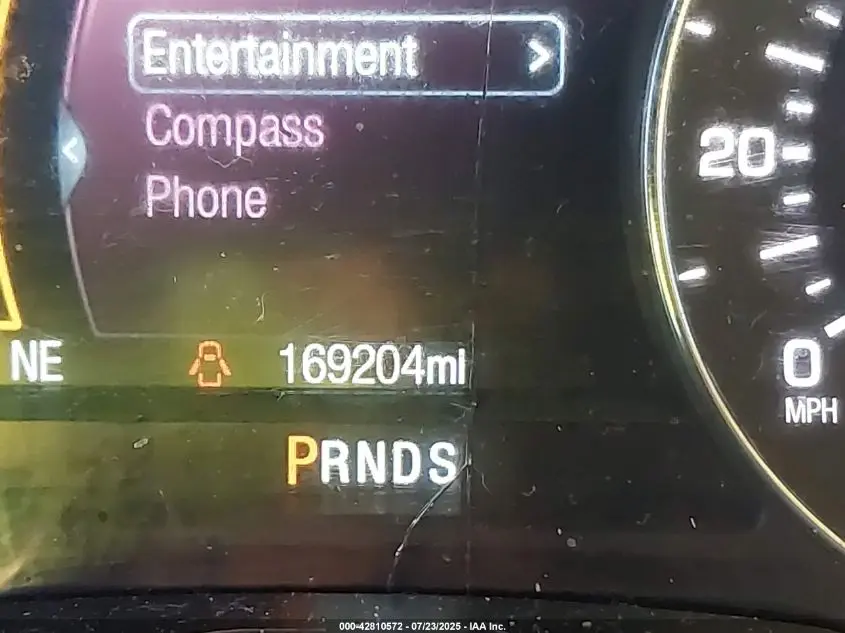 Entertainment >
Compass
<
Phone
20
NE 169204mi
0
MPH
PRNDS
000-42810572 - 07/23/2025 - IAA Inc.